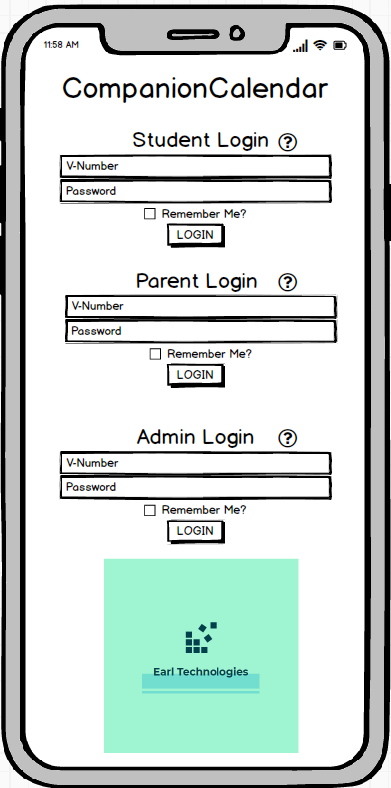 11:58 AM
CompanionCalendar
Student Login ?
V-Number
Password
Remember Me?
LOGIN
Parent Login ?
V-Number
Password
Remember Me?
LOGIN
Admin Login ?
V-Number
Password
Remember Me?
LOGIN
Earl Technologies